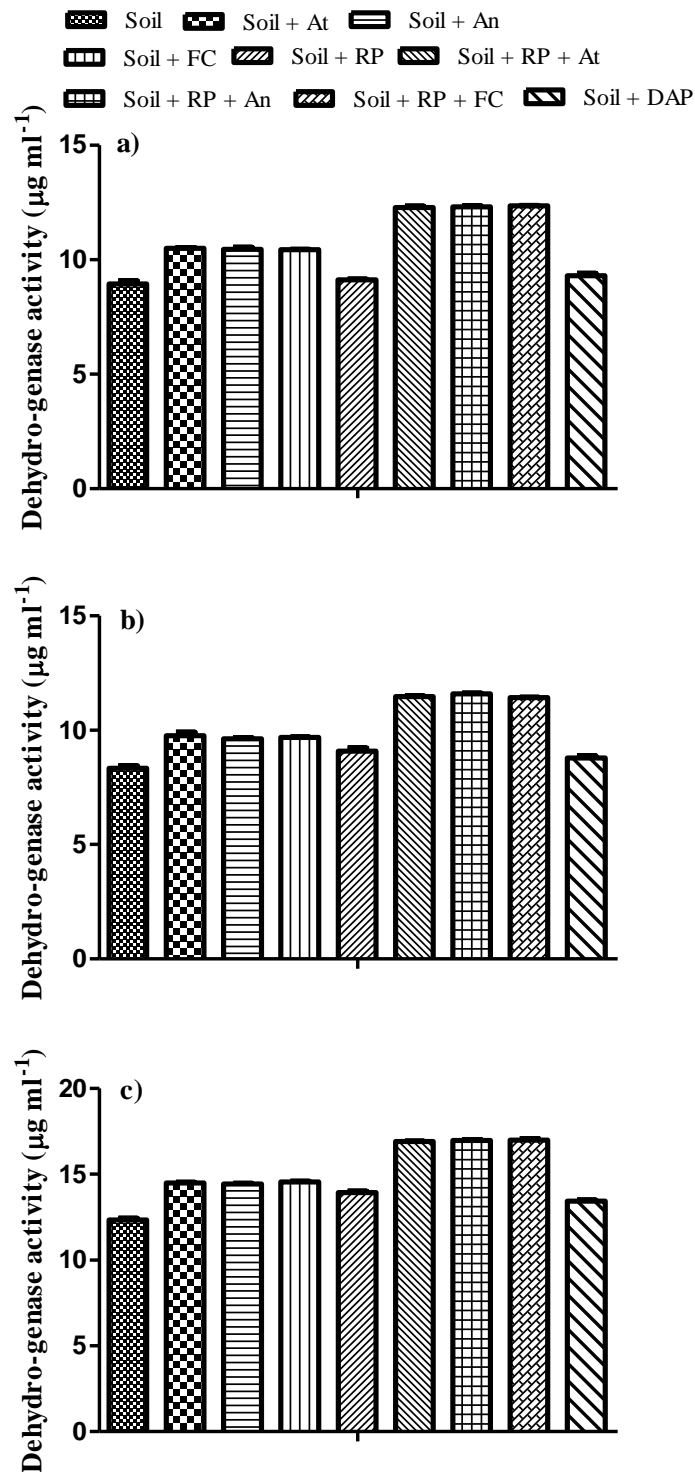 Soil Soil + At Soil + An
Soil + FC Soil + RP Soil + RP + At
Soil + RP + An Soil + RP + FC Soil + DAP
a)
Dehydro-genase activity (µg ml-1)
15
10
5
0
b)
Dehydro-genase activity (µg ml-1)
15
10
5
0
c)
Dehydro-genase activity (µg ml-1)
20
15
10
5
0